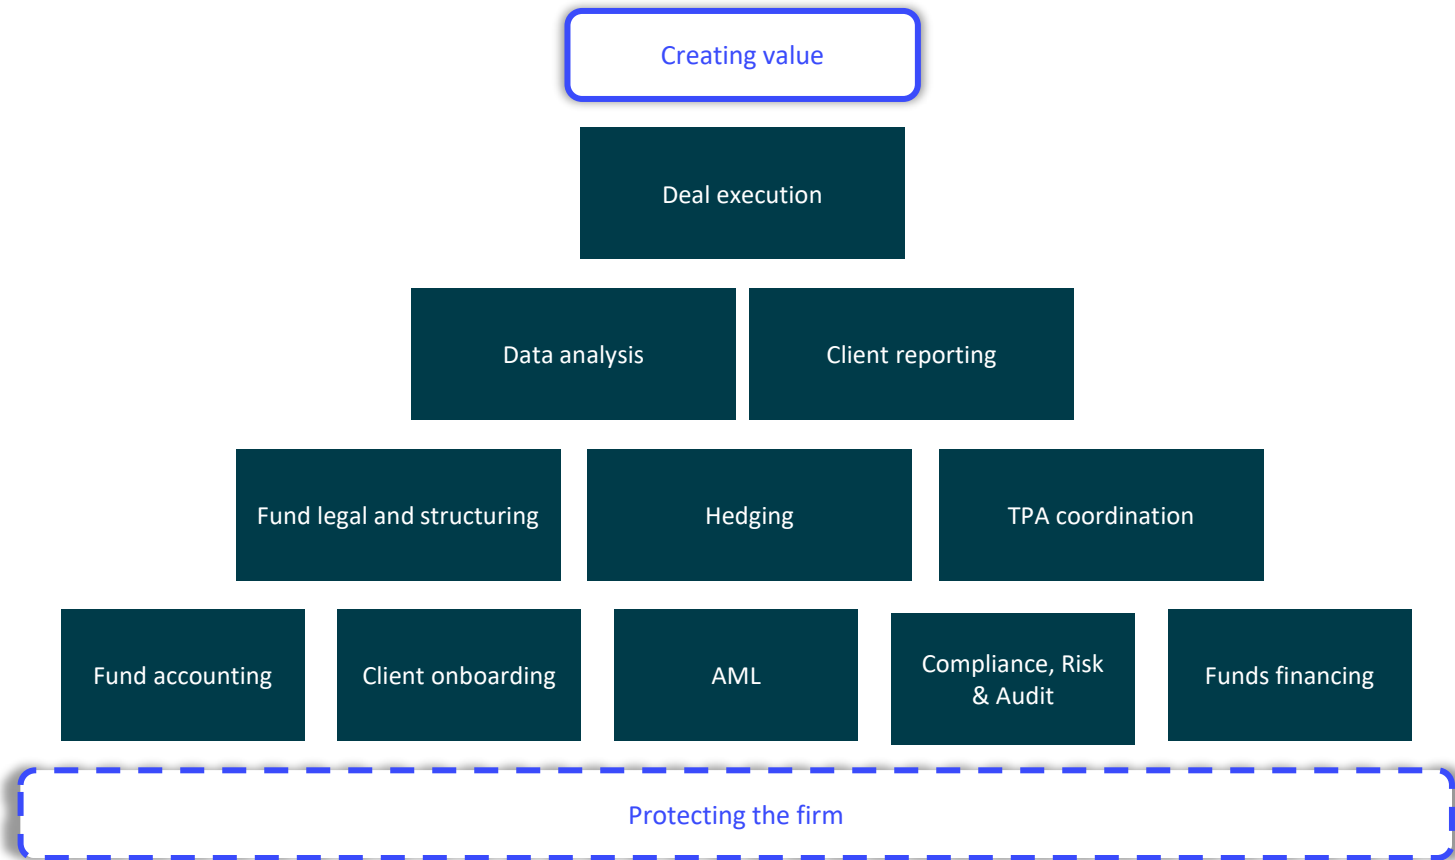 Creating value
Deal execution
Data analysis
Client reporting
Fund legal and structuring
Hedging
TPA coordination
Fund accounting
Client onboarding
AML
Compliance, Risk
& Audit
Funds financing
Protecting the firm